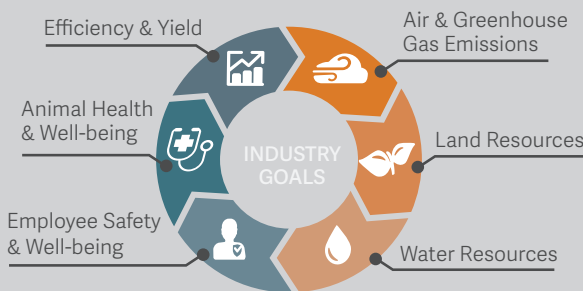 Efficiency & Yield
Air & Greenhouse
Gas Emissions
Animal Health
& Well-being
INDUSTRY
GOALS
Land Resources
Employee Safety
& Well-being
Water Resources